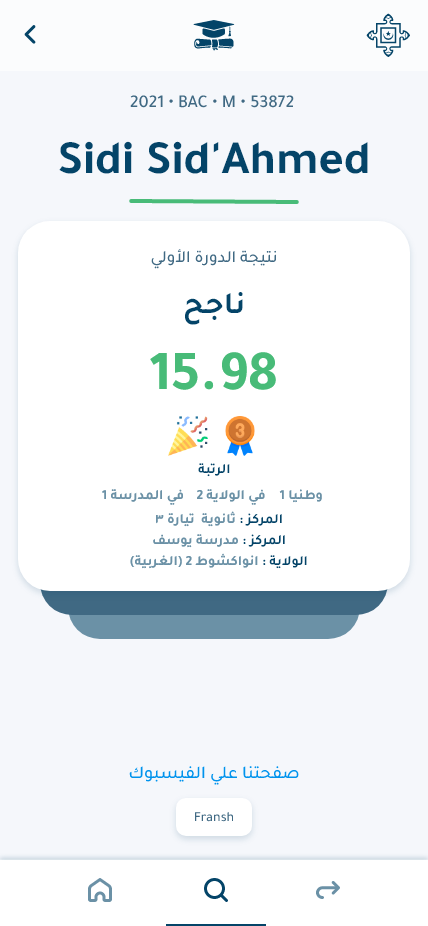 2021 • BAC • M • 53872
Sidi Sid'Ahmed
نتيجة الدورة الأولي
ناجح
15.98
3
الرتبة
وطنيا 1 في الولاية 2 في المدرسة 1
المركز : ثانوية تيارة ٣
المركز : مدرسة يوسف
الولاية : انواكشوط 2 (الغربية)
صفحتنا علي الفيسبوك
Fransh